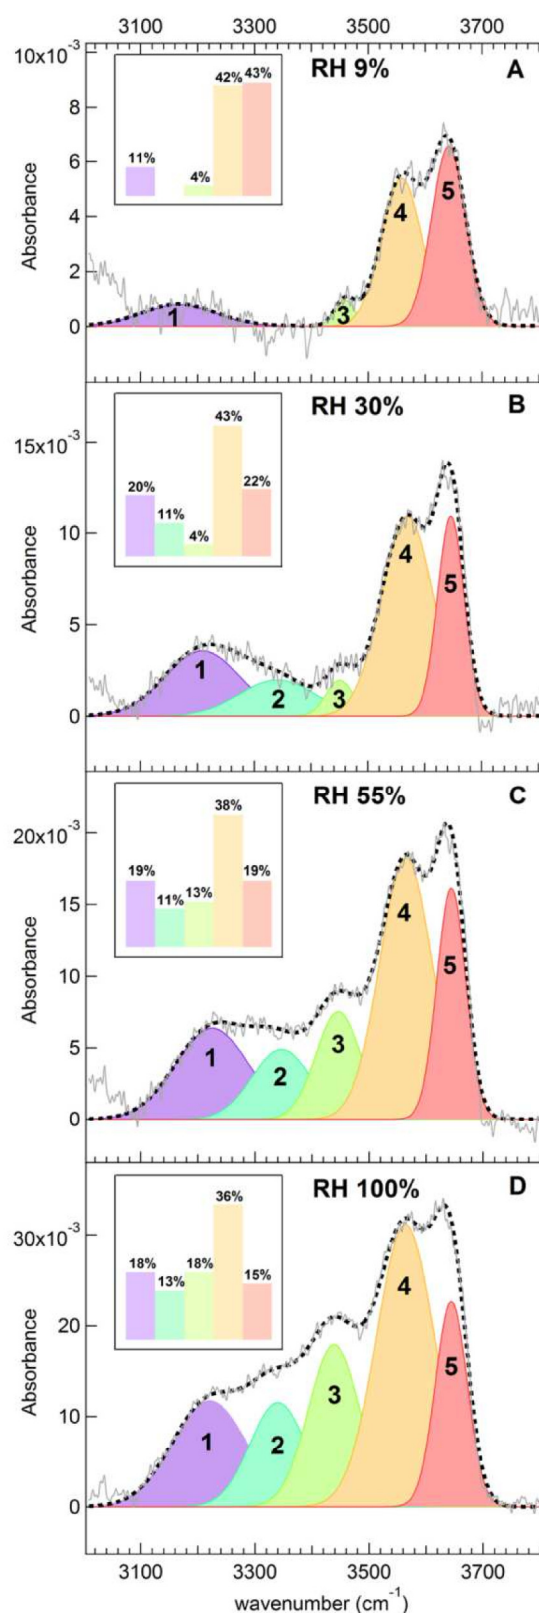 3100 3300 3500 3700
RH 9% A
10x10⁻³
8
6
4
2
0
Absorbance
11% 4% 42% 43%
1 3 4 5
RH 30% B
15x10⁻³
10
5
0
Absorbance
20% 11% 4% 43% 22%
1 2 3 4 5
RH 55% C
20x10⁻³
15
10
5
0
Absorbance
19% 11% 13% 38% 19%
1 2 3 4 5
RH 100% D
30x10⁻³
20
10
0
Absorbance
18% 13% 18% 36% 15%
1 2 3 4 5
3100 3300 3500 3700
wavenumber (cm⁻¹)